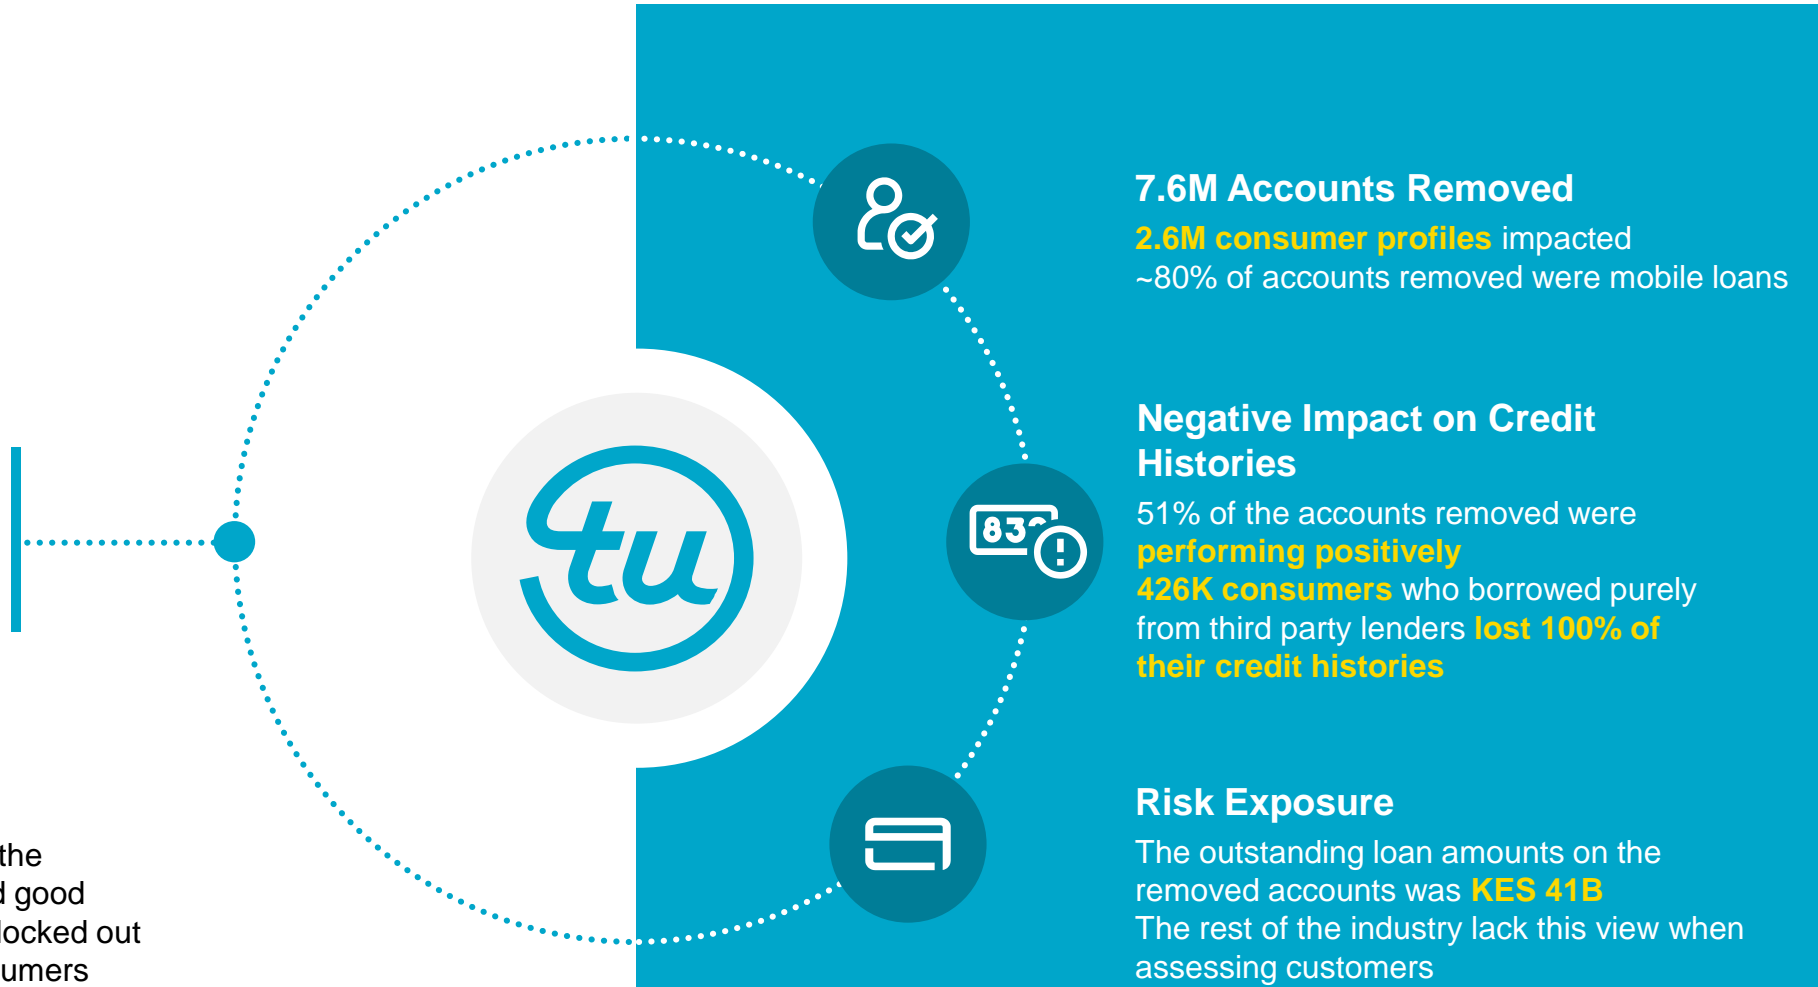 7.6M Accounts Removed
2.6M consumer profiles impacted
~80% of accounts removed were mobile loans
tu
Negative Impact on Credit
Histories
51% of the accounts removed were
performing positively
426K consumers who borrowed purely
from third party lenders lost 100% of
their credit histories
Risk Exposure
The outstanding loan amounts on the
removed accounts was KES 41B
The rest of the industry lack this view when
assessing customers
the
good
out